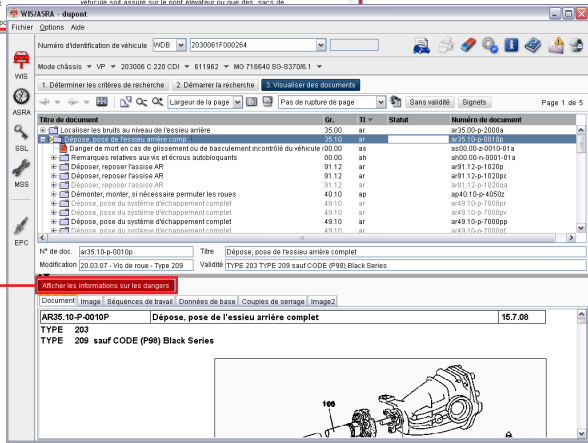 véhicule soit assuré sur le pont élévateur ou que des sacs de
WIS/ASRA - dupont
Fichier Options Aide
Numéro d'identification de véhicule WDB 2030061F000264
Mode châssis VP 203006 C 220 CDI 611962 MG 716640 SG-S370/6.1
WIS
1. Déterminer les critères de recherche 2. Démarrer la recherche 3. Visualiser des documents
ASRA
Largeur de la page Pas de rupture de page Sans validité Signets Page 1 de 5
Titre de document Gr. TI Statut Numéro de document
Localiser les bruits au niveau de l'essieu arrière 35.00 ar ar35.00-p-2000a
Dépose, pose de l'essieu arrière comp... 35.10 ar ar35.10-p-0010p
SSL
Danger de mort en cas de glissement ou de basculement incontrôlé du véhicule 00.00 as as00.00-z-0010-01a
Remarques relatives aux vis et écrous autobloquants 00.00 ah ah00.00-n-0001-01a
Déposer, reposer l'assise AR 91.12 ar ar91.12-p-1020p
Déposer, reposer l'assise AR 91.12 ar ar91.12-p-1020pc
MSS
Déposer, reposer l'assise AR 91.12 ar ar91.12-p-1020qa
Démonter, monter, si nécessaire permuter les roues 40.10 ap ap40.10-p-4050z
Dépose, pose du système d'échappement complet 49.10 ar ar49.10-p-7000pr
Dépose, pose du système d'échappement complet 49.10 ar ar49.10-p-7000pr
Dépose, pose du système d'échappement complet 49.10 ar ar49.10-p-7000pp
Dépose, pose du système d'échappement complet 49.10 ar ar49.10-p-7000pv
EPC
N° de doc. ar35.10-p-0010p Titre Dépose, pose de l'essieu arrière complet
Modification 20.03.07 - Vis de roue - Type 209 Validité TYPE 203 TYPE 209 sauf CODE (P98) Black Series
Afficher les informations sur les dangers
Document Image Séquences de travail Données de base Couples de serrage Image2
AR35.10-P-0010P Dépose, pose de l'essieu arrière complet 15.7.08
TYPE 203
TYPE 209 sauf CODE (P98) Black Series
106